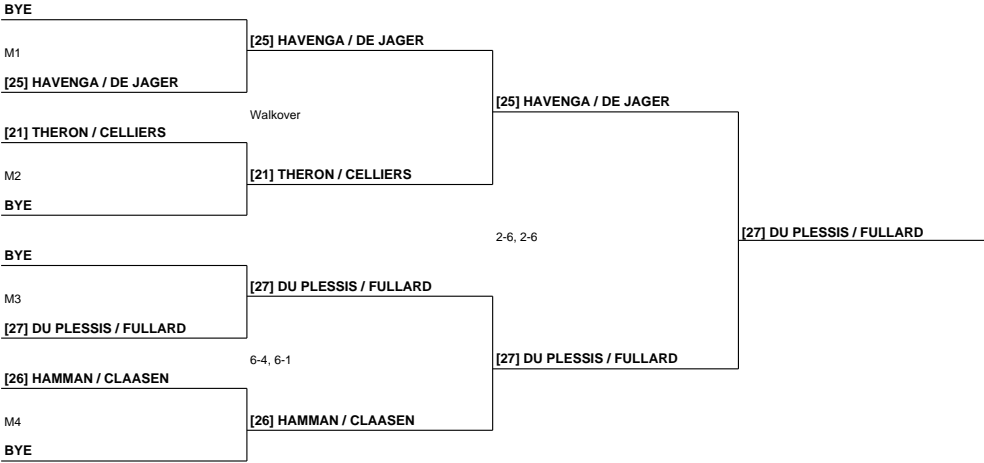 BYE
M1
[25] HAVENGA / DE JAGER
[21] THERON / CELLIERS
M2
BYE
BYE
M3
[27] DU PLESSIS / FULLARD
[26] HAMMAN / CLAASEN
M4
BYE
[25] HAVENGA / DE JAGER
Walkover
[21] THERON / CELLIERS
[27] DU PLESSIS / FULLARD
6-4, 6-1
[26] HAMMAN / CLAASEN
[25] HAVENGA / DE JAGER
2-6, 2-6
[27] DU PLESSIS / FULLARD
[27] DU PLESSIS / FULLARD